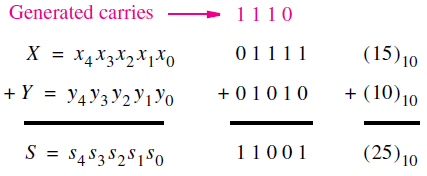 Generated carries 1 1 1 0
X = x₄x₃x₂x₁x₀ 0 1 1 1 1 (15)₁₀
+ Y = y₄y₃y₂y₁y₀ + 0 1 0 1 0 + (10)₁₀
S = s₄s₃s₂s₁s₀ 1 1 0 0 1 (25)₁₀